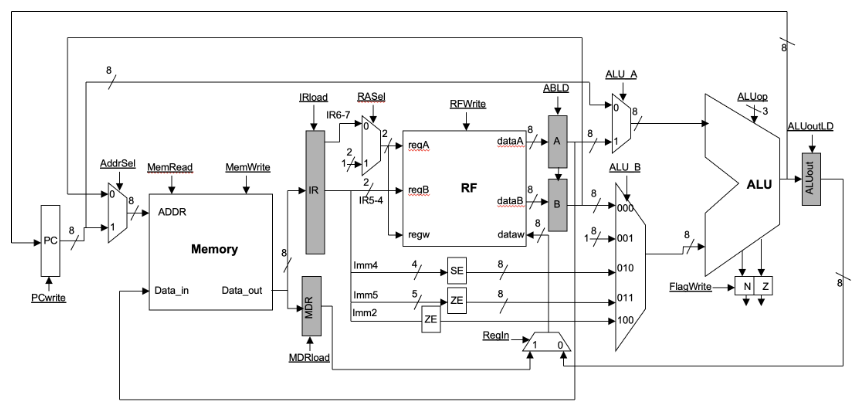 8
8
ALU_A
IRload
RASel
RFWrite
ABLD
ALUop
3
ALUoutLD
IR6-7
0
1
2
2
1
0
1
8
8
8
AddrSel
MemRead
MemWrite
ALU_B
regA
dataA
A
regB
RF
dataB
B
regw
dataw
IR
2
IR5-4
8
8
8
0
1
8
ADDR
Memory
Data_in
Data_out
PC
8
PCwrite
8
000
1
8
001
010
011
100
8
ALU
ALUout
FlagWrite
N
Z
8
Imm4
4
SE
8
Imm5
5
ZE
8
Imm2
ZE
MDR
MDRload
RegIn
1
0